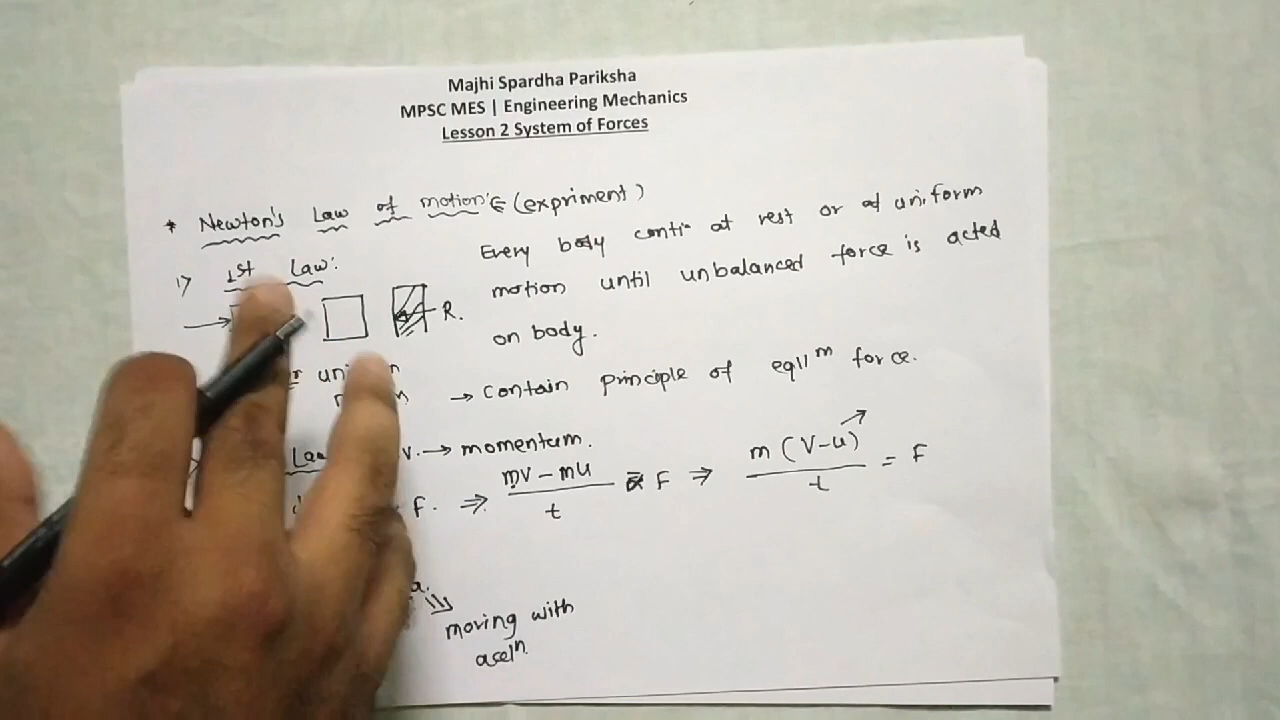 Majhi Spardha Pariksha
MPSC MES | Engineering Mechanics
Lesson 2 System of Forces
* Newton's Law of motion's (expriment)
1) 1st Law:
Every body conti- at rest or at uniform
motion until unbalanced force is acted
on body.
R.
→ Contain principle of eqllᵐ force.
→ momentum.
F. ⇒ mv - mu / t = F ⇒ m (v-u) / t = F
moving with
acelⁿ.